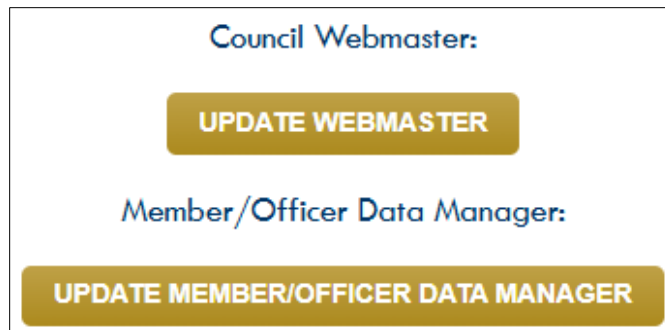 Council Webmaster:
UPDATE WEBMASTER
Member/Officer Data Manager:
UPDATE MEMBER/OFFICER DATA MANAGER